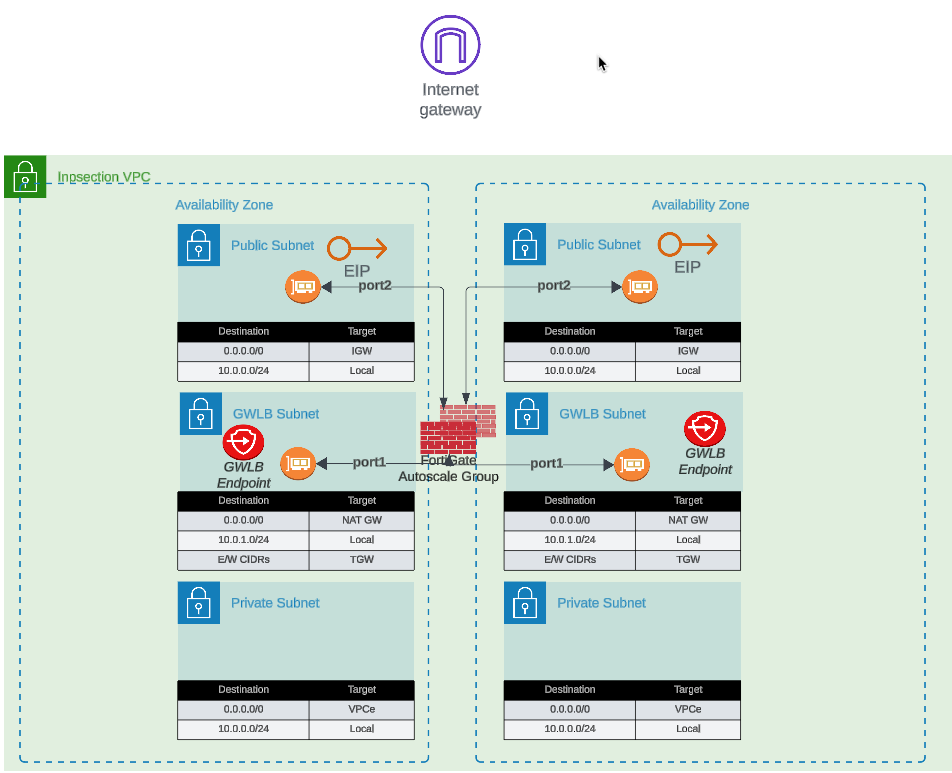 Internet
gateway
Inpsection VPC
Availability Zone
Availability Zone
Public Subnet
EIP
port2
Destination Target
0.0.0.0/0 IGW
10.0.0.0/24 Local
Public Subnet
EIP
port2
Destination Target
0.0.0.0/0 IGW
10.0.0.0/24 Local
GWLB Subnet
GWLB
Endpoint
port1
Destination Target
0.0.0.0/0 NAT GW
10.0.1.0/24 Local
E/W CIDRs TGW
FortiGate
Autoscale Group
GWLB Subnet
GWLB
Endpoint
port1
Destination Target
0.0.0.0/0 NAT GW
10.0.1.0/24 Local
E/W CIDRs TGW
Private Subnet
Destination Target
0.0.0.0/0 VPCe
10.0.0.0/24 Local
Private Subnet
Destination Target
0.0.0.0/0 VPCe
10.0.0.0/24 Local